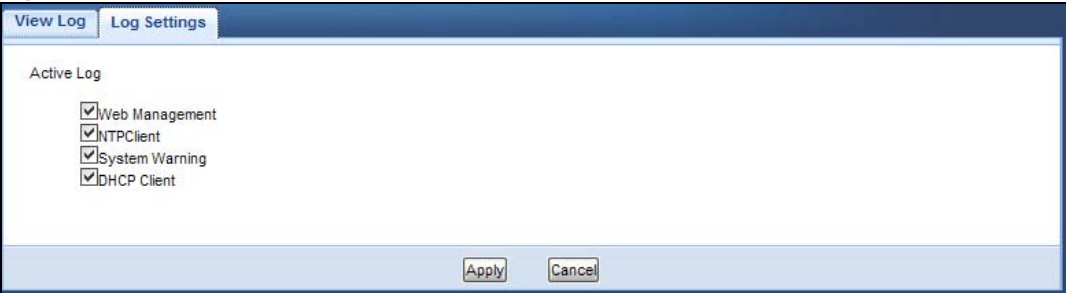 View Log Log Settings
Active Log
Web Management
NTPClient
System Warning
DHCP Client
Apply Cancel